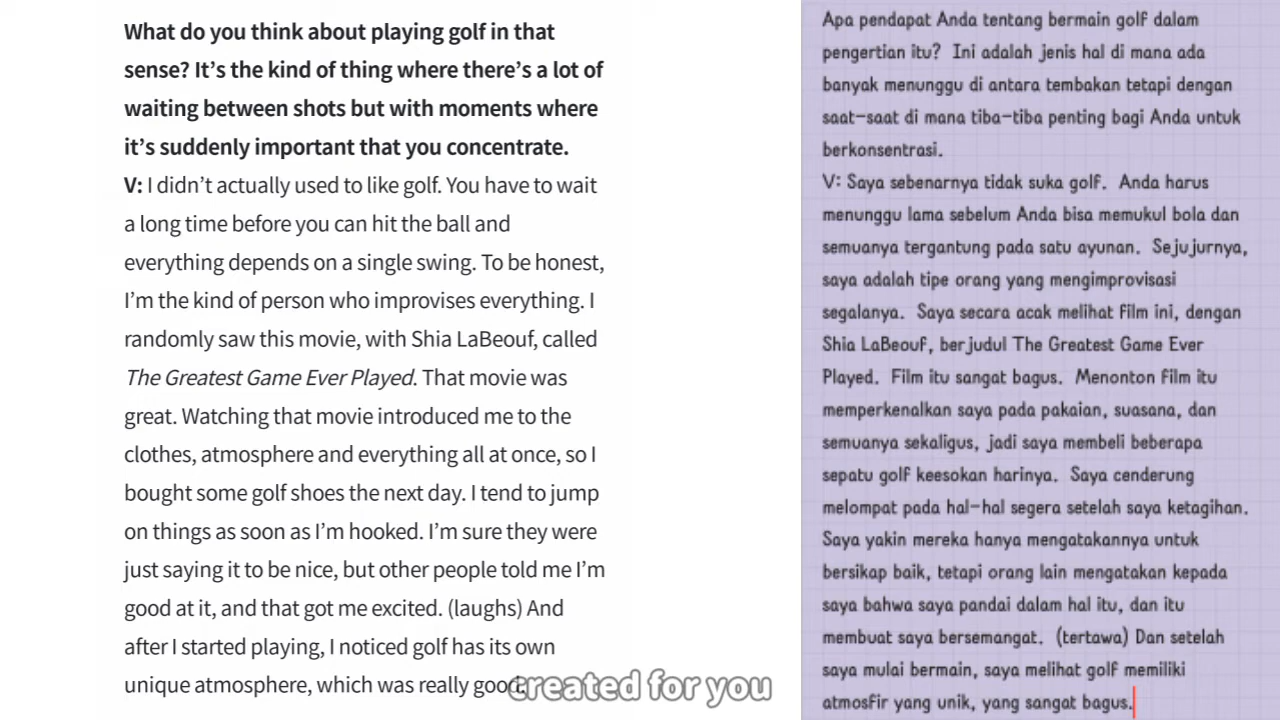 What do you think about playing golf in that
sense? It's the kind of thing where there's a lot of
waiting between shots but with moments where
it's suddenly important that you concentrate.
V: I didn't actually used to like golf. You have to wait
a long time before you can hit the ball and
everything depends on a single swing. To be honest,
I'm the kind of person who improvises everything. I
randomly saw this movie, with Shia LaBeouf, called
The Greatest Game Ever Played. That movie was
great. Watching that movie introduced me to the
clothes, atmosphere and everything all at once, so I
bought some golf shoes the next day. I tend to jump
on things as soon as I'm hooked. I'm sure they were
just saying it to be nice, but other people told me I'm
good at it, and that got me excited. (laughs) And
after I started playing, I noticed golf has its own
unique atmosphere, which was really good.
Apa pendapat Anda tentang bermain golf dalam
pengertian itu? Ini adalah jenis hal di mana ada
banyak menunggu di antara tembakan tetapi dengan
saat-saat di mana tiba-tiba penting bagi Anda untuk
berkonsentrasi.
V: Saya sebenarnya tidak suka golf. Anda harus
menunggu lama sebelum Anda bisa memukul bola dan
semuanya tergantung pada satu ayunan. Sejujurnya,
saya adalah tipe orang yang mengimprovisasi
segalanya. Saya secara acak melihat film ini, dengan
Shia LaBeouf, berjudul The Greatest Game Ever
Played. Film itu sangat bagus. Menonton film itu
memperkenalkan saya pada pakaian, suasana, dan
semuanya sekaligus, jadi saya membeli beberapa
sepatu golf keesokan harinya. Saya cenderung
melompat pada hal-hal segera setelah saya ketagihan.
Saya yakin mereka hanya mengatakannya untuk
bersikap baik, tetapi orang lain mengatakan kepada
saya bahwa saya pandai dalam hal itu, dan itu
membuat saya bersemangat. (tertawa) Dan setelah
saya mulai bermain, saya melihat golf memiliki
atmosfir yang unik, yang sangat bagus.
created for you